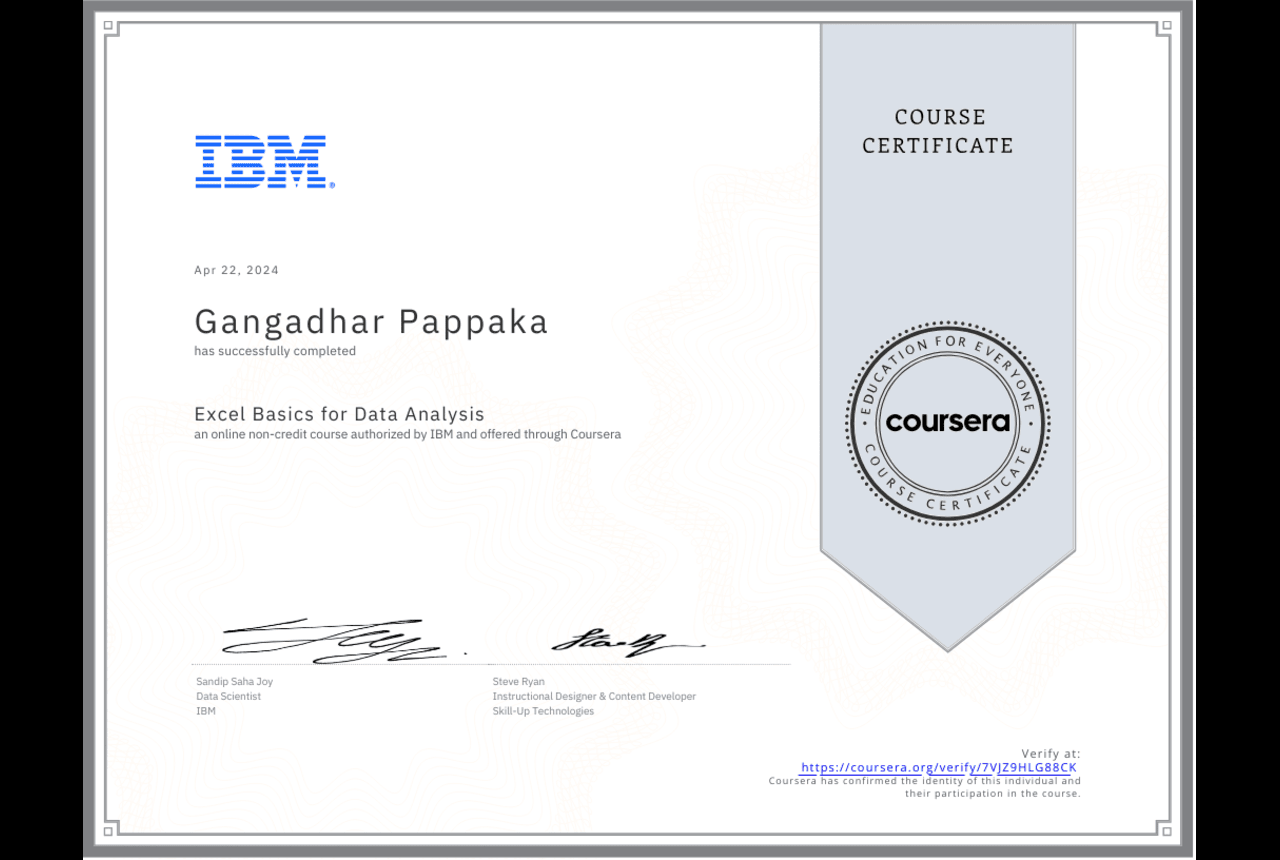 COURSE
CERTIFICATE
IBM®
Apr 22, 2024
Gangadhar Pappaka
has successfully completed
Excel Basics for Data Analysis
an online non-credit course authorized by IBM and offered through Coursera
EDUCATION FOR EVERYONE
coursera
COURSE CERTIFICATE
Sandip Saha Joy
Data Scientist
IBM
Steve Ryan
Instructional Designer & Content Developer
Skill-Up Technologies
Verify at:
https://coursera.org/verify/7VJZ9HLG88CK
Coursera has confirmed the identity of this individual and
their participation in the course.